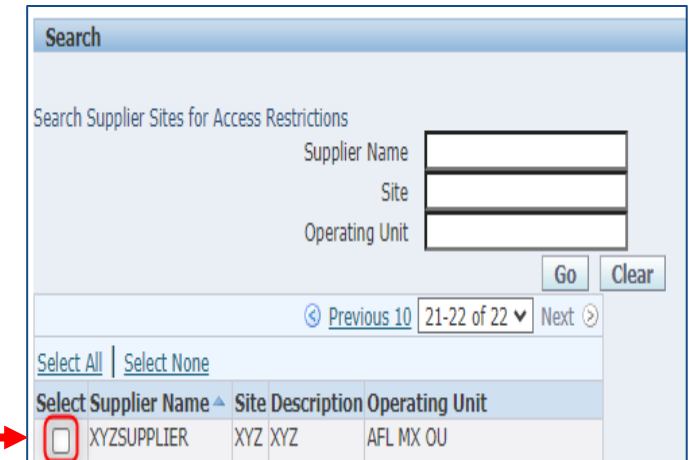 Search
Search Supplier Sites for Access Restrictions
Supplier Name
Site
Operating Unit
Go Clear
Previous 10 21-22 of 22 Next
Select All | Select None
Select Supplier Name Site Description Operating Unit
XYZSUPPLIER XYZ XYZ AFL MX OU